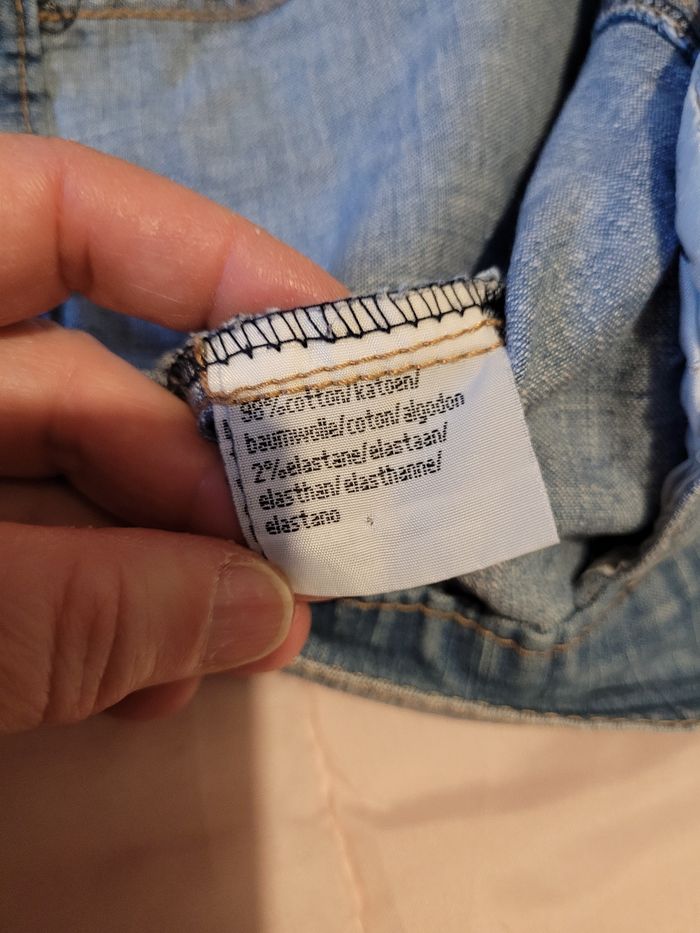 98%cotton/katoen/
baumwolle/coton/algodon
2%elastane/elastaan/
elasthan/elasthanne/
elastano